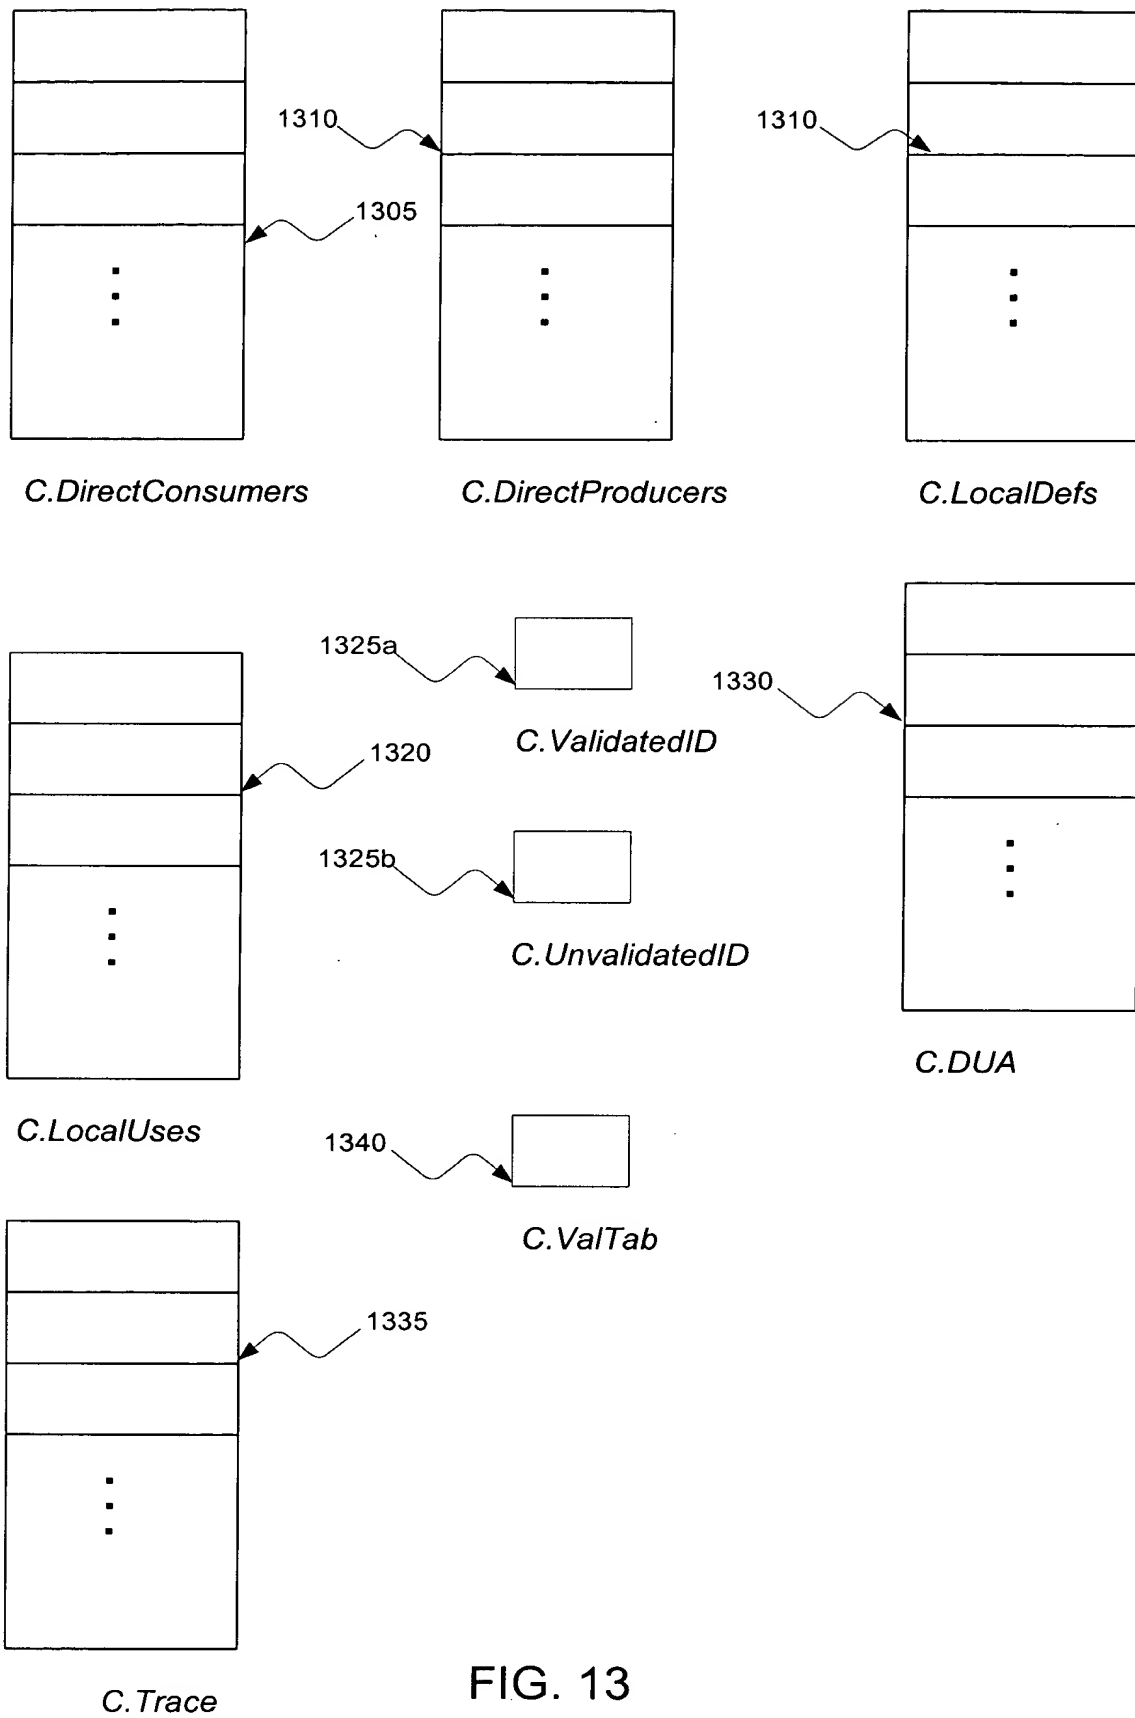 1310
1310
1305
C.DirectConsumers
C.DirectProducers
C.LocalDefs
1325a
1330
C.ValidatedID
1320
1325b
C.UnvalidatedID
C.DUA
C.LocalUses
1340
C.ValTab
1335
C.Trace
FIG. 13